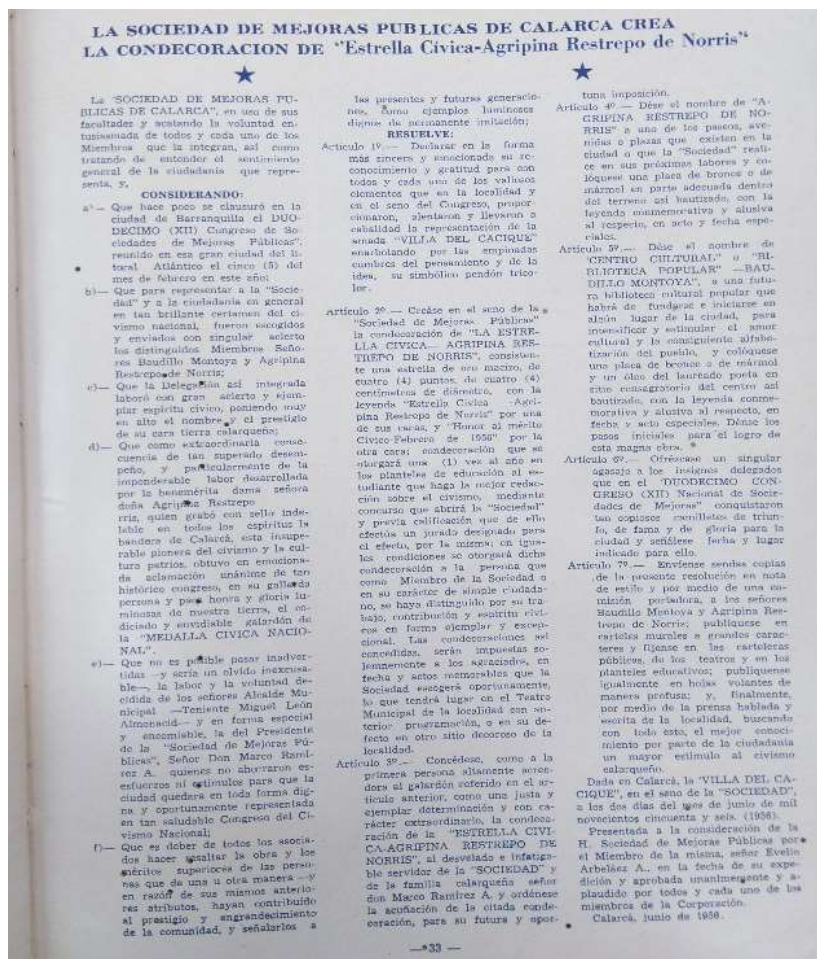 LA SOCIEDAD DE MEJORAS PUBLICAS DE CALARCA CREA
LA CONDECORACION DE "Estrella Cívica-Agripina Restrepo de Norris"
La "SOCIEDAD DE MEJORAS PU-
BLICAS DE CALARCA", en uso de sus
facultades y acatando la voluntad en-
tusiasmada de todos y cada uno de los
Miembros que la integran, así como
tratando de entender el sentimiento
general de la ciudadanía que repre-
senta, y,
CONSIDERANDO:
a)— Que hace poco se clausuró en la
ciudad de Barranquilla el DUO-
DECIMO (XII) Congreso de So-
ciedades de Mejoras Públicas",
reunido en esa gran ciudad del li-
toral Atlántico el cinco (5) del
mes de febrero en este año;
b)— Que para representar a la "Socie-
dad" y a la ciudadanía en general
en tan brillante certamen del ci-
vismo nacional, fueron escogidos
y enviados con singular acierto
los distinguidos Miembros Seño-
res Baudilio Montoya y Agripina
Restrepo de Norris;
c)— Que la Delegación así integrada
laboró con gran acierto y ejem-
plar espíritu cívico, poniendo muy
en alto el nombre y el prestigio
de su cara tierra calarqueña;
d)— Que como extraordinaria conse-
cuencia de tan superado desem-
peño, y particularmente de la
imponderable labor desarrollada
por la benemérita dama señora
doña Agripina Restrepo
rris, quien grabó con sello inde-
leble en todos los espíritus la
bandera de Calarcá, esta insupe-
rable pionera del civismo y la cul-
tura patrios, obtuvo en emociona-
da aclamación unánime de tan
histórico congreso, en su gallarda
persona y para honra y gloria lu-
minosas de nuestra tierra, el co-
diciado y envidiable galardón de
la "MEDALLA CIVICA NACIO-
NAL".
e)— Que no es posible pasar inadver-
tidas —y sería un olvido inexcusa-
ble—, la labor y la voluntad de-
cidida de los señores Alcalde Mu-
nicipal —Teniente Miguel León
Almonacid— y en forma especial
y encomiable, la del Presidente
de la "Sociedad de Mejoras Pú-
blicas", Señor Don Marco Ramí-
rez A. quienes no ahorraron es-
esfuerzos ni estímulos para que la
ciudad quedara en toda forma dig-
na y oportunamente representada
en tan saludable Congreso del Ci-
vismo Nacional;
f)— Que es deber de todos los asocia-
dos hacer resaltar la obra y los
méritos superiores de las perso-
nas que de una u otra manera —y
en razón de sus mismos anterio-
res atributos, hayan contribuído
al prestigio y engrandecimiento
de la comunidad, y señalarlos a
las presentes y futuras generacio-
nes, como ejemplos luminosos
dignos de permanente imitación;
RESUELVE:
Artículo 1º.— Declarar en la forma
más sincera y emocionada su re-
conocimiento y gratitud para con
todos y cada uno de los valiosos
elementos que en la localidad y
en el seno del Congreso, propor-
cionaron, alentaron y llevaron a
cabalidad la representación de la
amada "VILLA DEL CACIQUE"
enarbolando por las empinadas
cumbres del pensamiento y de la
idea, su simbólico pendón trico-
lor.
Artículo 2º.— Créase en el seno de la
"Sociedad de Mejoras Públicas"
la condecoración de "LA ESTRE-
LLA CIVICA— AGRIPINA RES-
TREPO DE NORRIS", consisten-
te una estrella de oro macizo, de
cuatro (4) puntos, de cuatro (4)
centímetros de diámetro, con la
leyenda "Estrella Cívica -Agri-
pina Restrepo de Norris" por una
de sus caras, y "Honor al mérito
Cívico-Febrero de 1956" por la
otra cara; condecoración que se
otorgará una (1) vez al año en
los planteles de educación al es-
tudiante que haga la mejor redac-
ción sobre el civismo, mediante
concurso que abrirá la "Sociedad"
y previa calificación que de ello
efectúe un jurado designado para
el efecto, por la misma; en igua-
les condiciones se otorgará dicha
condecoración a la persona que
como Miembro de la Sociedad o
en su carácter de simple ciudada-
no, se haya distinguido por su tra-
bajo, contribución y espíritu cívi-
cos en forma ejemplar y excep-
cional. Las condecoraciones así
concedidas, serán impuestas so-
lemnemente a los agraciados, en
fecha y actos memorables que la
Sociedad escogerá oportunamente,
lo que tendrá lugar en el Teatro
Municipal de la localidad con an-
terior programación, o en su de-
fecto en otro sitio decoroso de la
localidad.
Artículo 3º.— Concédese, como a la
primera persona altamente acree-
dora al galardón referido en el ar-
tículo anterior, como una justa y
ejemplar determinación y con ca-
rácter extraordinario, la condeco-
ración de la "ESTRELLA CIVI-
CA-AGRIPINA RESTREPO DE
NORRIS", al desvelado e infatiga-
ble servidor de la "SOCIEDAD" y
de la familia calarqueña señor
don Marco Ramírez A. y ordénese
la acuñación de la citada conde-
coración, para su futura y opor-
tuna imposición.
Artículo 4º.— Dése el nombre de "A-
GRIPINA RESTREPO DE NO-
RRIS" a uno de los paseos, ave-
nidas o plazas que existen en la
ciudad o que la "Sociedad" reali-
ce en sus próximas labores y co-
lóquese una placa de bronce o de
mármol en parte adecuada dentro
del terreno así bautizado, con la
leyenda conmemorativa y alusiva
al respecto, en acto y fecha espe-
ciales.
Artículo 5º.— Dése el nombre de
"CENTRO CULTURAL" o "BI-
BLIOTECA POPULAR" —BAU-
DILIO MONTOYA", a una futu-
ra biblioteca cultural popular que
habrá de fundarse e iniciarse en
algún lugar de la ciudad, para
intensificar y estimular el amor
cultural y la consiguiente alfabe-
tización del pueblo, y colóquese
una placa de bronce o de mármol
y un óleo del laureado poeta en
sitio consagratorio del centro así
bautizado, con la leyenda conme-
morativa y alusiva al respecto, en
fecha y acto especiales. Dénse los
pasos iniciales para el logro de
esta magna obra.
Artículo 6º.— Ofrézcase un singular
agasajo a los insignes delegados
que en el "DUODECIMO CON-
GRESO (XII) Nacional de Socie-
dades de Mejoras" conquistaron
tan copiosos ramilletes de triun-
fo, de fama y de gloria para la
ciudad y señálese fecha y lugar
indicado para ello.
Artículo 7º.— Envíense sendas copias
de la presente resolución en nota
de estilo y por medio de una co-
misión portadora, a los señores
Baudilio Montoya y Agripina Res-
trepo de Norris; publíquese en
carteles murales a grandes carac-
teres y fíjense en las carteleras
públicas, de los teatros y en los
planteles educativos; publíquense
igualmente en hojas volantes de
manera profusa; y, finalmente,
por medio de la prensa hablada y
escrita de la localidad, buscando
con todo esto, el mejor conoci-
miento por parte de la ciudadanía
un mayor estímulo al civismo
calarqueño.
Dada en Calarcá, la "VILLA DEL CA-
CIQUE", en el seno de la "SOCIEDAD",
a los dos días del mes de junio de mil
novecientos cincuenta y seis. (1956).
Presentada a la consideración de la
H. Sociedad de Mejoras Públicas por
el Miembro de la misma, señor Evelio
Arbeláez A., en la fecha de su expe-
dición y aprobada unánimemente y a-
plaudido por todos y cada uno de los
miembros de la Corporación.
Calarcá, junio de 1956.
— 33 —